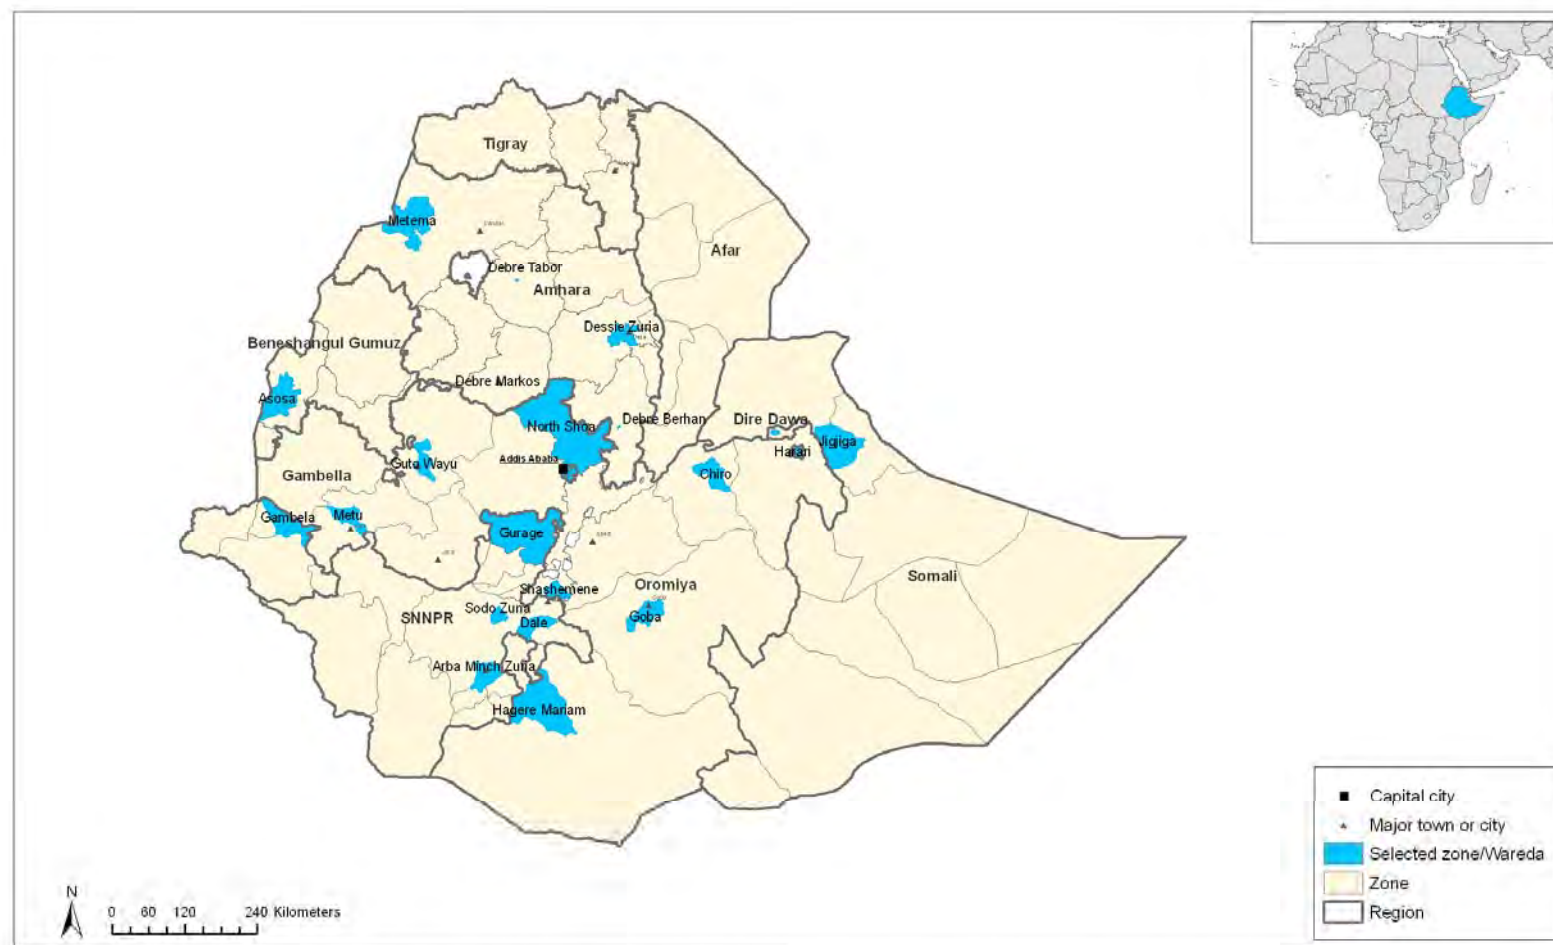 Tigray
Metema
Afar
Debre Tabor
Amhara
Dessie Zuria
Beneshangul Gumuz
Debre Markos
Asosa
North Shoa
Debre Berhan
Dire Dawa
Jigjiga
Harari
Addis Ababa
Guto Wayu
Chiro
Gambella
Gambela
Metu
Gurage
Shashemene
Oromiya
Somali
Sodo Zuria
SNNPR
Dale
Goba
Arba Minch Zuria
Hagere Mariam
Capital city
Major town or city
Selected zone/Wareda
Zone
Region
N
0 60 120 240 Kilometers